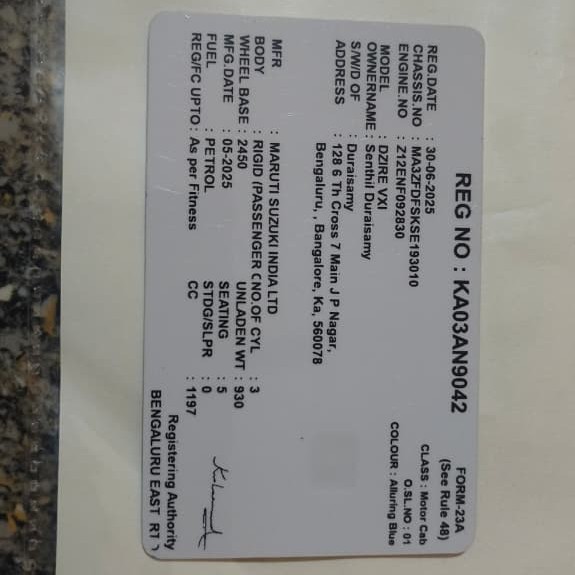 FORM-23A
(See Rule 48)
REG NO : KA03AN9042
CLASS : Motor Cab
O.SL.NO : 01
COLOUR : Alluring Blue
REG.DATE : 30-06-2025
CHASSIS.NO : MA3ZFDFSKSE193010
ENGINE.NO : Z12ENF092830
MODEL : DZIRE VXI
OWNERNAME : Senthil Duraisamy
S/W/D OF : Duraisamy
ADDRESS : 128 6 Th Cross 7 Main J P Nagar,
Bengaluru, , Bangalore, Ka, 560078
MFR : MARUTI SUZUKI INDIA LTD
BODY : RIGID (PASSENGER C NO.OF CYL : 3
WHEEL BASE : 2450 UNLADEN WT : 930
MFG.DATE : 05-2025 SEATING : 5
FUEL : PETROL STDG/SLPR : 0
REG/FC UPTO : As per Fitness CC : 1197
Registering Authority
BENGALURU EAST